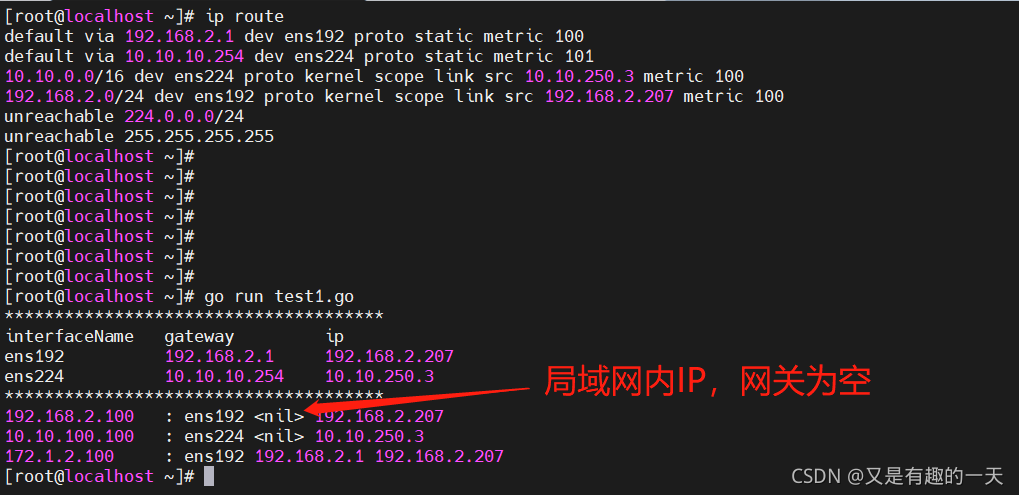 [root@localhost ~]# ip route
default via 192.168.2.1 dev ens192 proto static metric 100
default via 10.10.10.254 dev ens224 proto static metric 101
10.10.0.0/16 dev ens224 proto kernel scope link src 10.10.250.3 metric 100
192.168.2.0/24 dev ens192 proto kernel scope link src 192.168.2.207 metric 100
unreachable 224.0.0.0/24
unreachable 255.255.255.255
[root@localhost ~]#
[root@localhost ~]#
[root@localhost ~]#
[root@localhost ~]#
[root@localhost ~]#
[root@localhost ~]#
[root@localhost ~]#
[root@localhost ~]# go run test1.go
**************************************
interfaceName   gateway         ip
ens192          192.168.2.1     192.168.2.207
ens224          10.10.10.254    10.10.250.3
**************************************
局域网内IP，网关为空
192.168.2.100   : ens192 <nil> 192.168.2.207
10.10.100.100   : ens224 <nil> 10.10.250.3
172.1.2.100     : ens192 192.168.2.1 192.168.2.207
[root@localhost ~]#
CSDN @又是有趣的一天